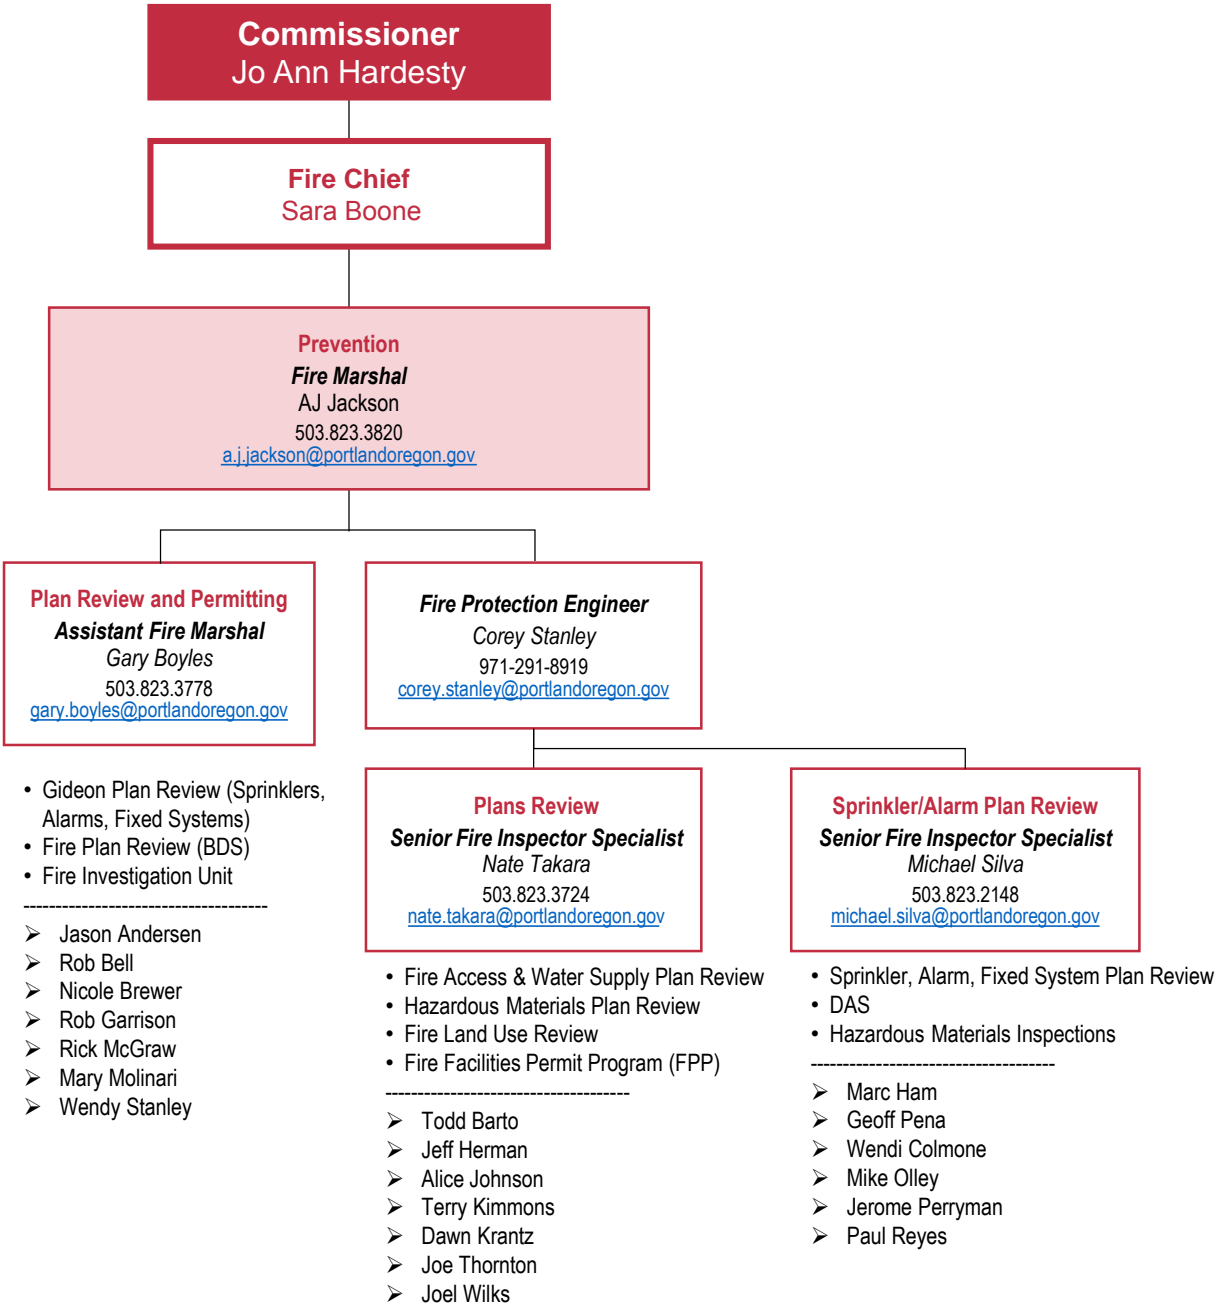 Commissioner
Jo Ann Hardesty
Fire Chief
Sara Boone
Prevention
Fire Marshal
AJ Jackson
503.823.3820
a.j.jackson@portlandoregon.gov
Plan Review and Permitting
Assistant Fire Marshal
Gary Boyles
503.823.3778
gary.boyles@portlandoregon.gov
• Gideon Plan Review (Sprinklers,
Alarms, Fixed Systems)
• Fire Plan Review (BDS)
• Fire Investigation Unit
--------------------------------------
➢ Jason Andersen
➢ Rob Bell
➢ Nicole Brewer
➢ Rob Garrison
➢ Rick McGraw
➢ Mary Molinari
➢ Wendy Stanley
Fire Protection Engineer
Corey Stanley
971-291-8919
corey.stanley@portlandoregon.gov
Plans Review
Senior Fire Inspector Specialist
Nate Takara
503.823.3724
nate.takara@portlandoregon.gov
• Fire Access & Water Supply Plan Review
• Hazardous Materials Plan Review
• Fire Land Use Review
• Fire Facilities Permit Program (FPP)
--------------------------------------
➢ Todd Barto
➢ Jeff Herman
➢ Alice Johnson
➢ Terry Kimmons
➢ Dawn Krantz
➢ Joe Thornton
➢ Joel Wilks
Sprinkler/Alarm Plan Review
Senior Fire Inspector Specialist
Michael Silva
503.823.2148
michael.silva@portlandoregon.gov
• Sprinkler, Alarm, Fixed System Plan Review
• DAS
• Hazardous Materials Inspections
--------------------------------------
➢ Marc Ham
➢ Geoff Pena
➢ Wendi Colmone
➢ Mike Olley
➢ Jerome Perryman
➢ Paul Reyes